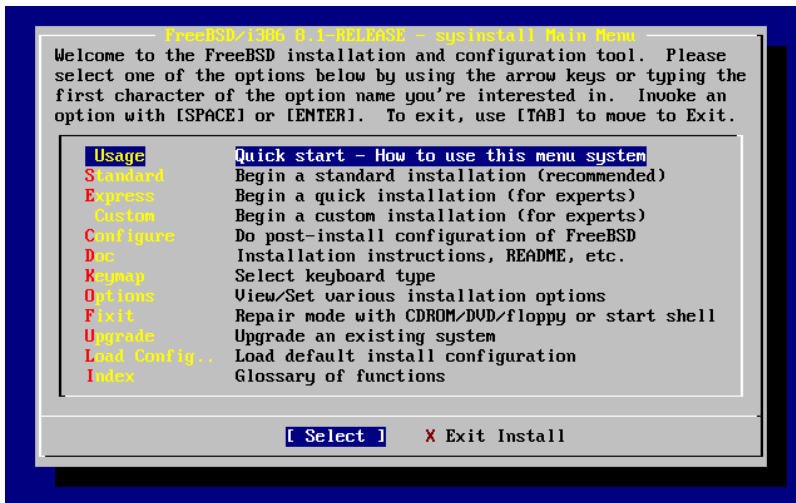 FreeBSD/i386 8.1-RELEASE - sysinstall Main Menu
Welcome to the FreeBSD installation and configuration tool.  Please
select one of the options below by using the arrow keys or typing the
first character of the option name you're interested in.  Invoke an
option with [SPACE] or [ENTER].  To exit, use [TAB] to move to Exit.
Usage Quick start - How to use this menu system
Standard Begin a standard installation (recommended)
Express Begin a quick installation (for experts)
Custom Begin a custom installation (for experts)
Configure Do post-install configuration of FreeBSD
Doc Installation instructions, README, etc.
Keymap Select keyboard type
Options View/Set various installation options
Fixit Repair mode with CDROM/DVD/floppy or start shell
Upgrade Upgrade an existing system
Load Config.. Load default install configuration
Index Glossary of functions
[ Select ] X Exit Install